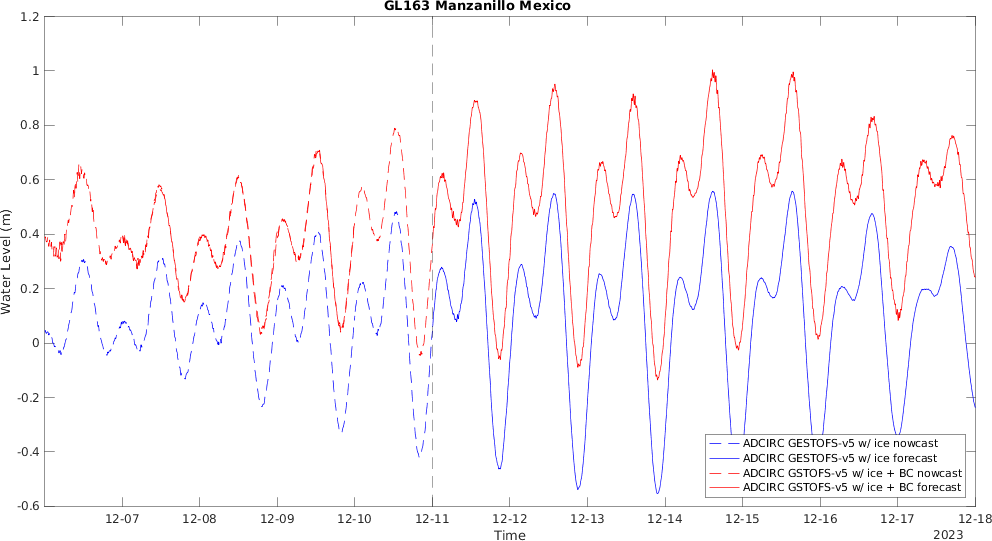 GL163 Manzanillo Mexico
Water Level (m)
1.2
1
0.8
0.6
0.4
0.2
0
-0.2
-0.4
-0.6
12-07 12-08 12-09 12-10 12-11 12-12 12-13 12-14 12-15 12-16 12-17 12-18
Time
2023
ADCIRC GESTOFS-v5 w/ ice nowcast
ADCIRC GESTOFS-v5 w/ ice forecast
ADCIRC GSTOFS-v5 w/ ice + BC nowcast
ADCIRC GSTOFS-v5 w/ ice + BC forecast